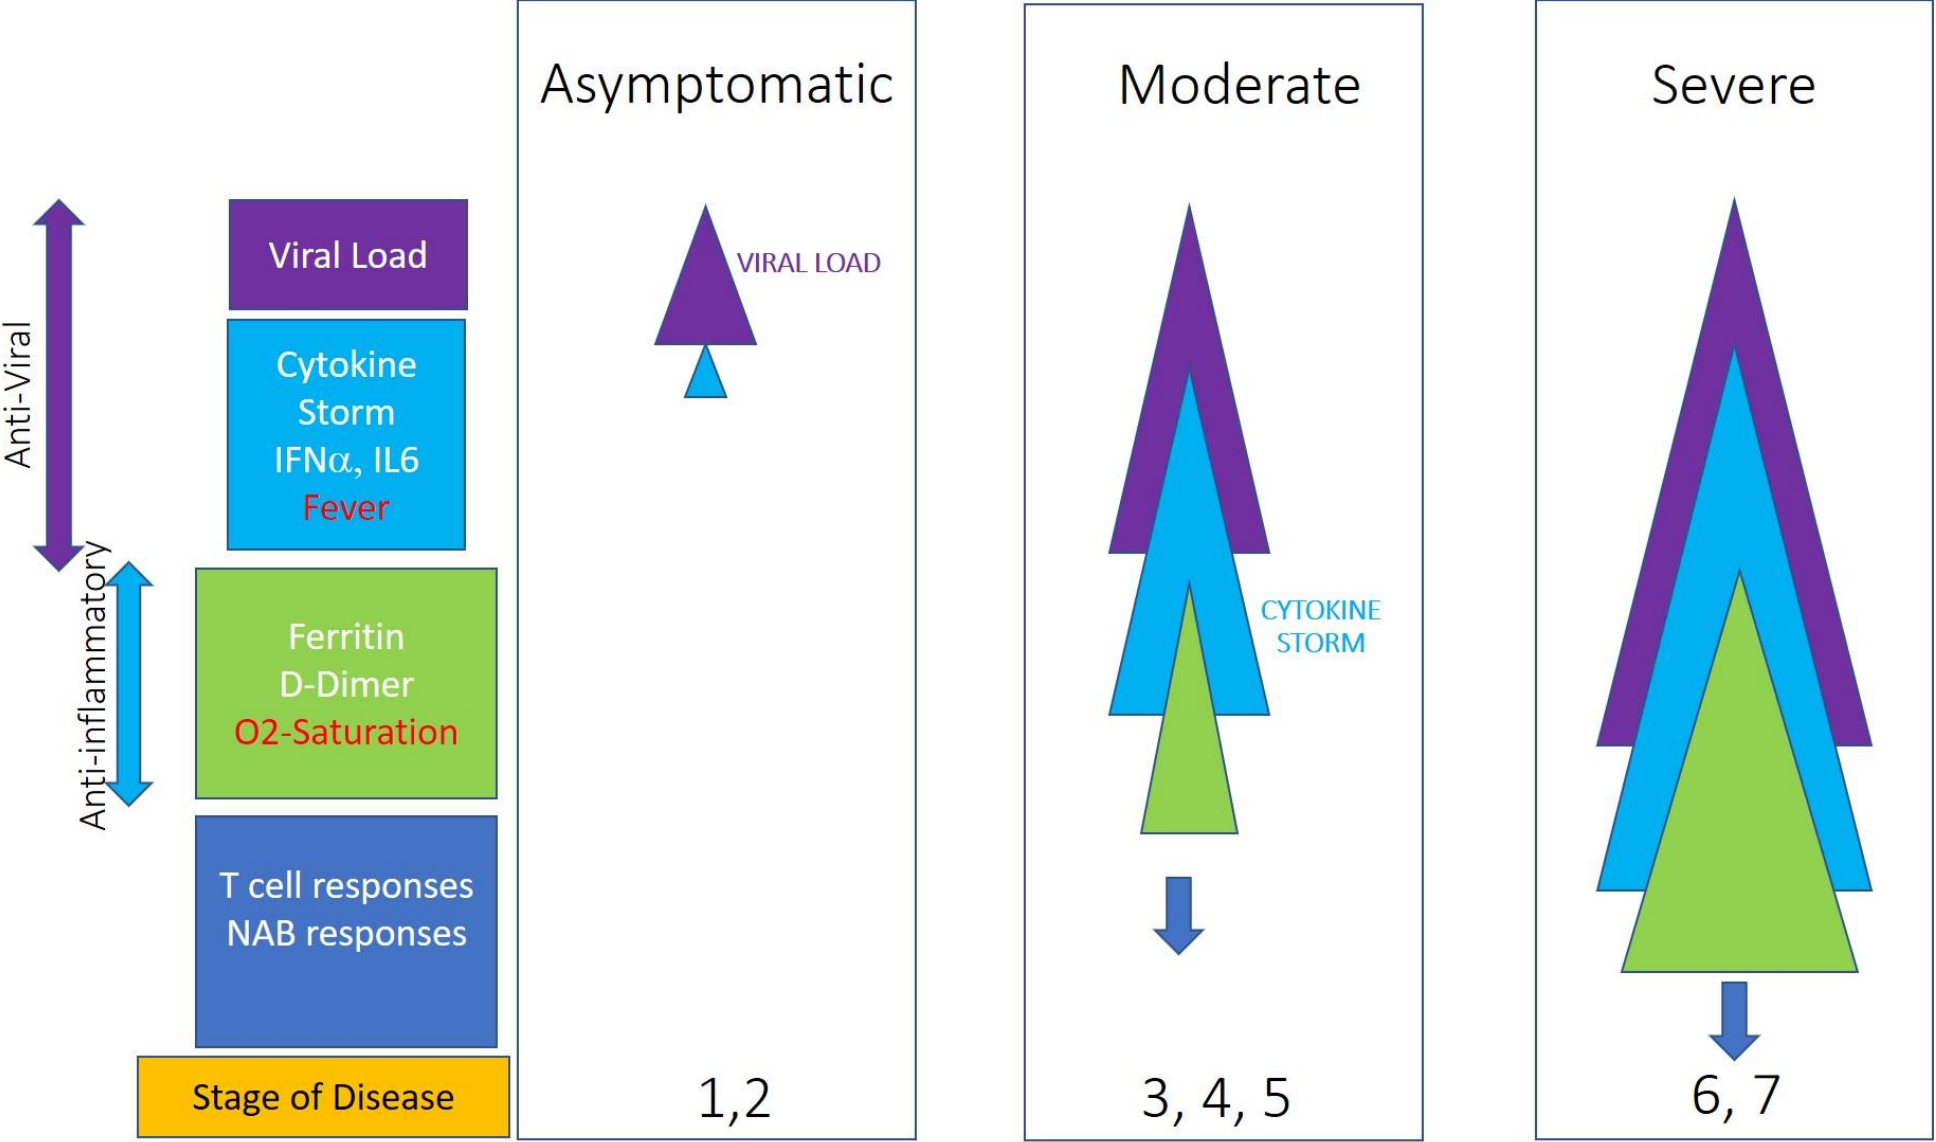 Asymptomatic
Moderate
Severe
Anti-Viral
Anti-inflammatory
Viral Load
Cytokine
Storm
IFNα, IL6
Fever
Ferritin
D-Dimer
O2-Saturation
T cell responses
NAB responses
Stage of Disease
VIRAL LOAD
CYTOKINE
STORM
1,2
3, 4, 5
6, 7